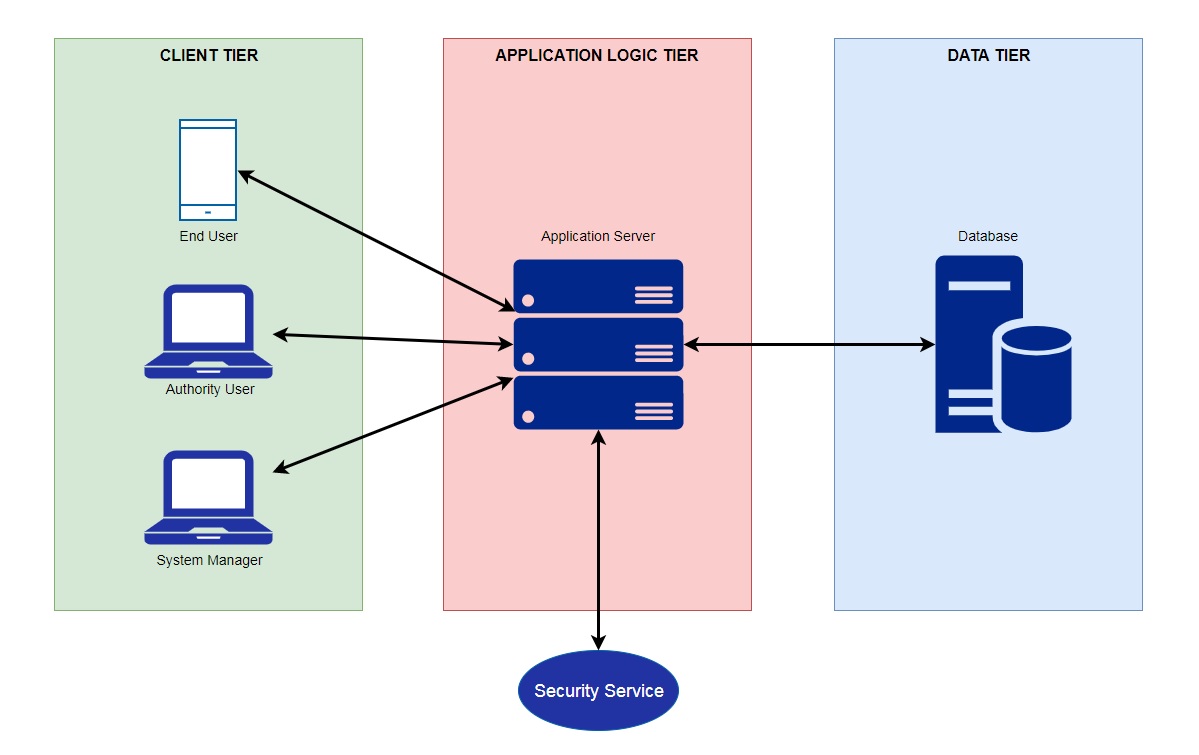 CLIENT TIER
APPLICATION LOGIC TIER
DATA TIER
End User
Application Server
Database
Authority User
System Manager
Security Service